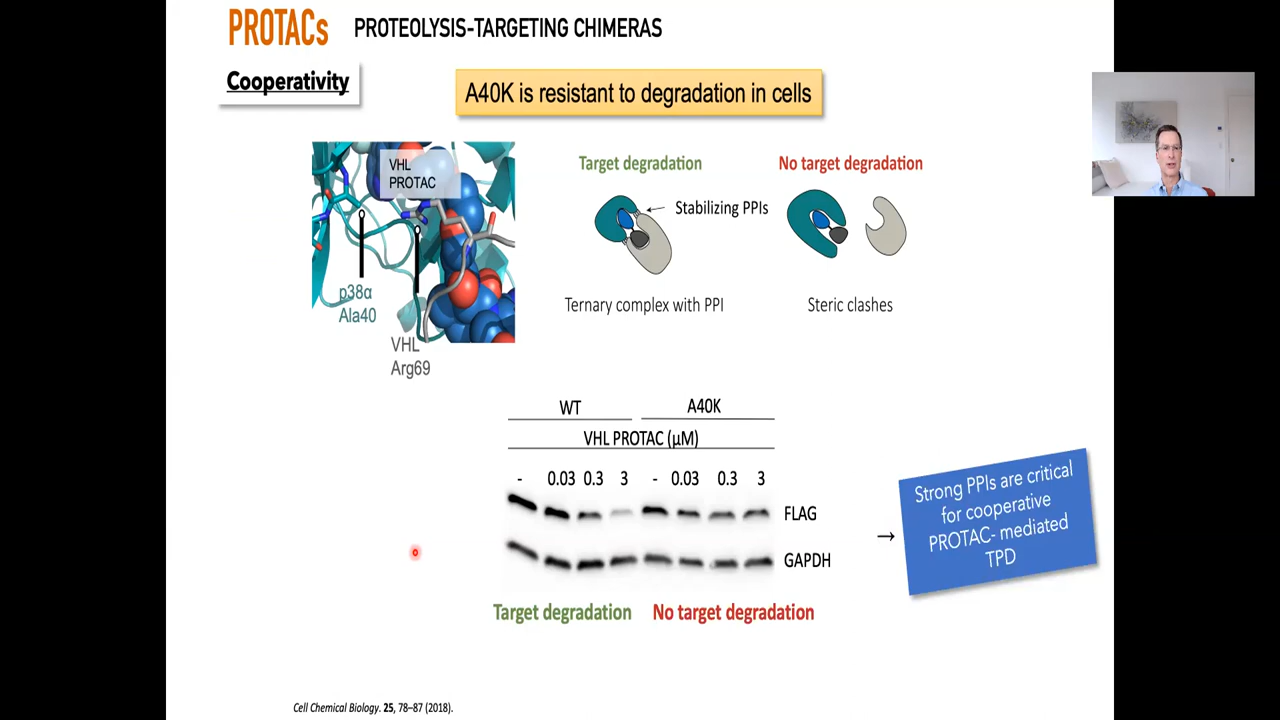 PROTACs PROTEOLYSIS-TARGETING CHIMERAS
Cooperativity
A40K is resistant to degradation in cells
VHL
PROTAC
p38α
Ala40
VHL
Arg69
Target degradation
No target degradation
Stabilizing PPIs
Ternary complex with PPI
Steric clashes
WT A40K
VHL PROTAC (µM)
- 0.03 0.3 3 - 0.03 0.3 3
FLAG
GAPDH
Target degradation No target degradation
→
Strong PPIs are critical
for cooperative
PROTAC- mediated
TPD
Cell Chemical Biology. 25, 78–87 (2018).